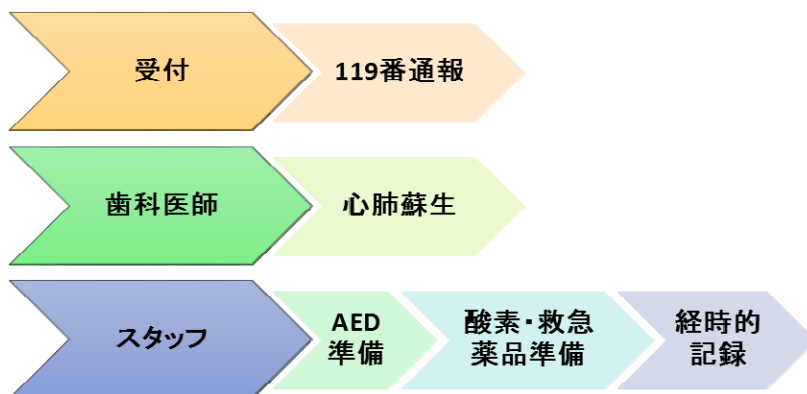 受付
119番通報
歯科医師
心肺蘇生
スタッフ
AED
準備
酸素・救急
薬品準備
経時的
記録